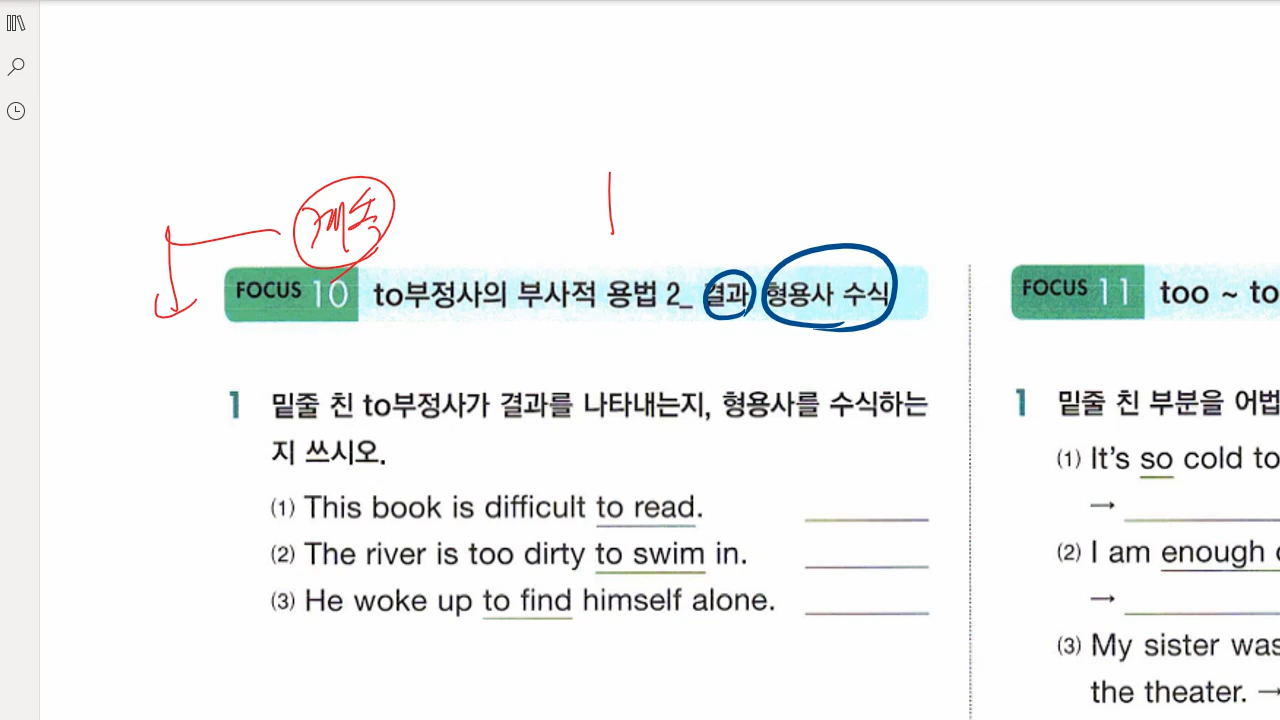 계속
FOCUS 10 to부정사의 부사적 용법 2_ 결과 형용사 수식
1 밑줄 친 to부정사가 결과를 나타내는지, 형용사를 수식하는
지 쓰시오.
(1) This book is difficult to read.
(2) The river is too dirty to swim in.
(3) He woke up to find himself alone.
FOCUS 11 too ~ to
1 밑줄 친 부분을 어법
(1) It's so cold to
→
(2) I am enough
→
(3) My sister was
the theater. →